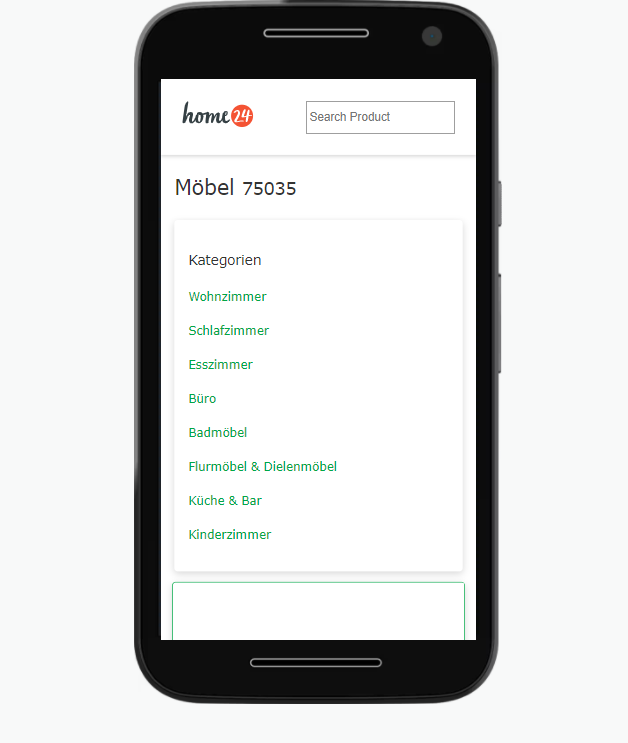 home24
Search Product
Möbel 75035
Kategorien
Wohnzimmer
Schlafzimmer
Esszimmer
Büro
Badmöbel
Flurmöbel & Dielenmöbel
Küche & Bar
Kinderzimmer